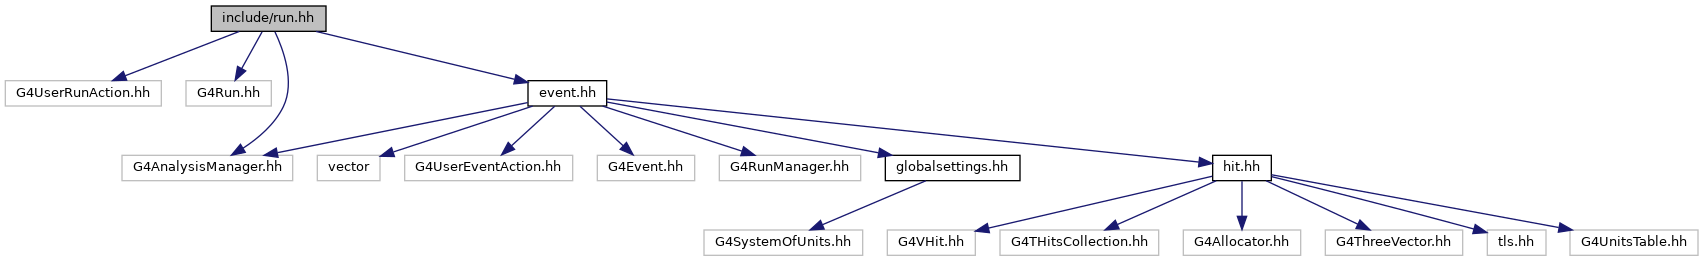 include/run.hh
G4UserRunAction.hh
G4Run.hh
event.hh
G4AnalysisManager.hh
vector
G4UserEventAction.hh
G4Event.hh
G4RunManager.hh
globalsettings.hh
hit.hh
G4SystemOfUnits.hh
G4VHit.hh
G4THitsCollection.hh
G4Allocator.hh
G4ThreeVector.hh
tls.hh
G4UnitsTable.hh